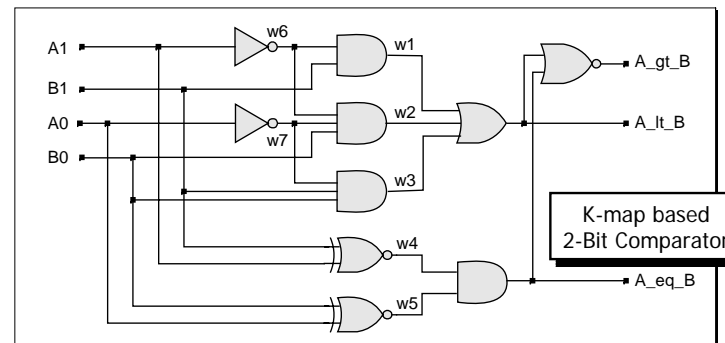 A1
w6
w1
A_gt_B
B1
A0
w7
w2
A_lt_B
B0
w3
K-map based
2-Bit Comparator
w4
A_eq_B
w5